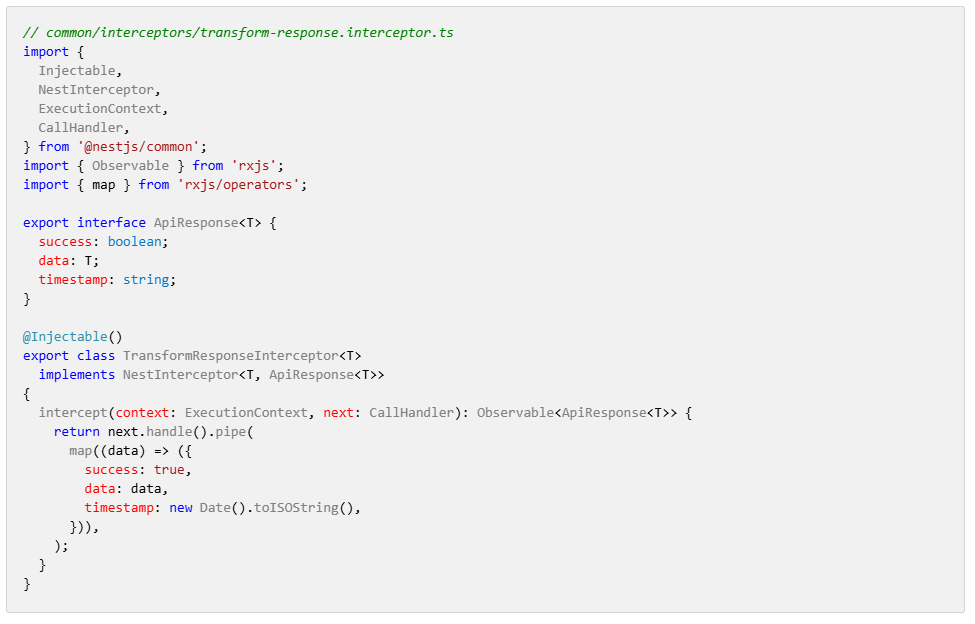 // common/interceptors/transform-response.interceptor.ts
import {
  Injectable,
  NestInterceptor,
  ExecutionContext,
  CallHandler,
} from '@nestjs/common';
import { Observable } from 'rxjs';
import { map } from 'rxjs/operators';

export interface ApiResponse<T> {
  success: boolean;
  data: T;
  timestamp: string;
}

@Injectable()
export class TransformResponseInterceptor<T>
  implements NestInterceptor<T, ApiResponse<T>>
{
  intercept(context: ExecutionContext, next: CallHandler): Observable<ApiResponse<T>> {
    return next.handle().pipe(
      map((data) => ({
        success: true,
        data: data,
        timestamp: new Date().toISOString(),
      })),
    );
  }
}